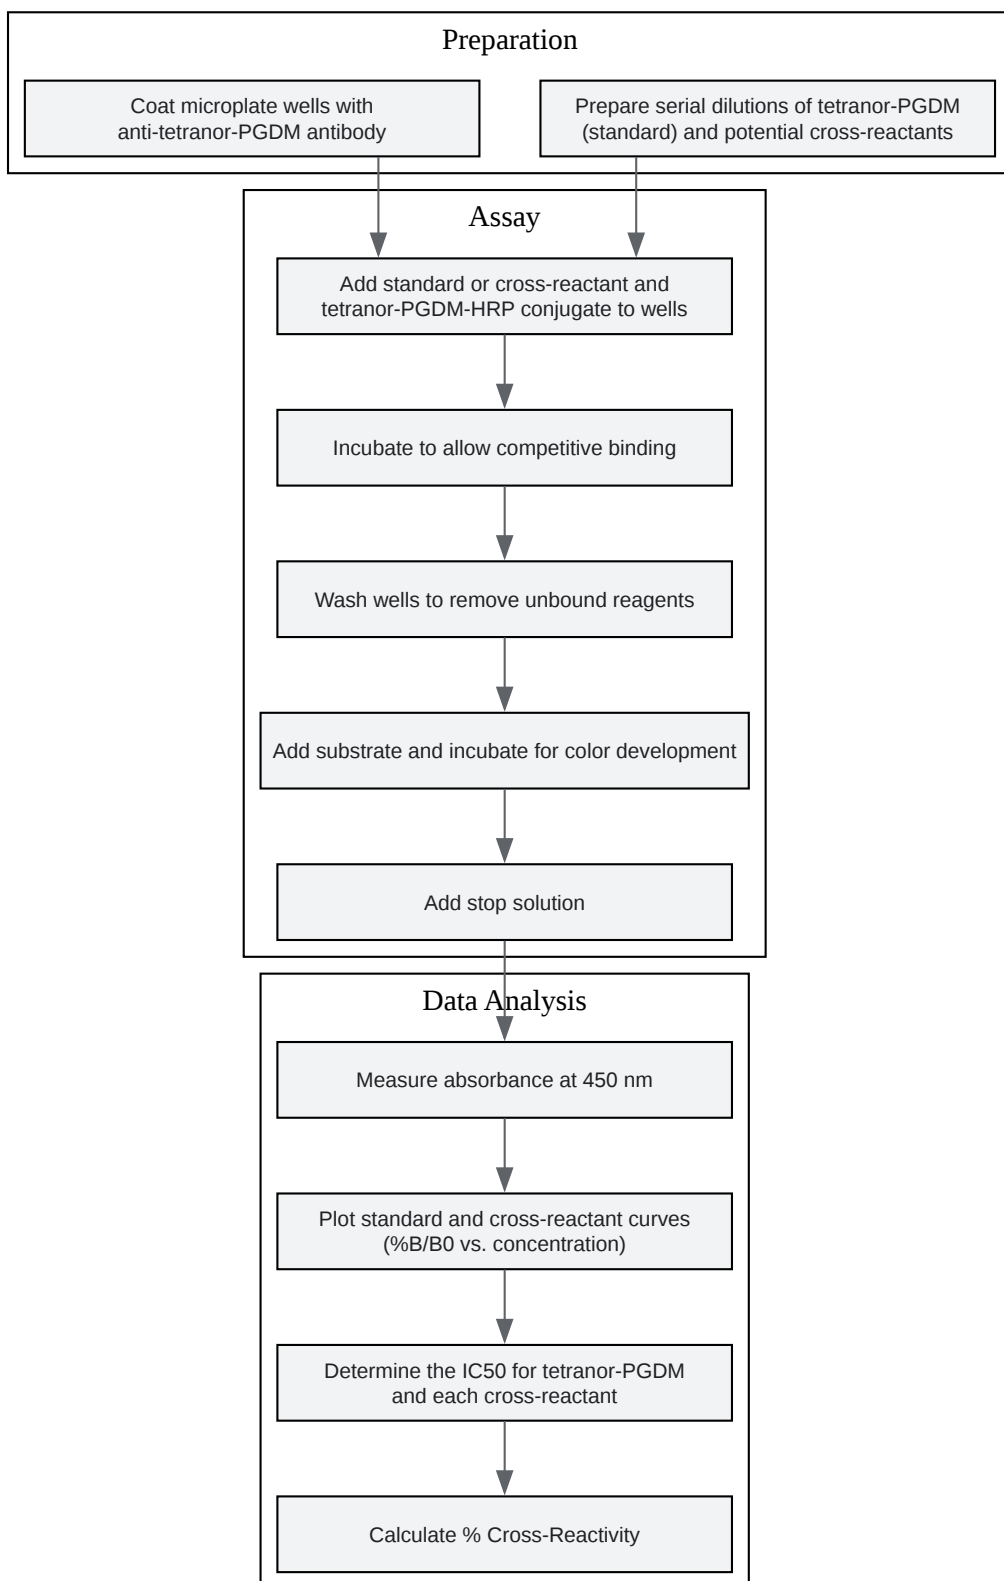 Preparation
Coat microplate wells with
anti-tetranor-PGDM antibody
Prepare serial dilutions of tetranor-PGDM
(standard) and potential cross-reactants
Assay
Add standard or cross-reactant and
tetranor-PGDM-HRP conjugate to wells
Incubate to allow competitive binding
Wash wells to remove unbound reagents
Add substrate and incubate for color development
Add stop solution
Data Analysis
Measure absorbance at 450 nm
Plot standard and cross-reactant curves
(%B/B0 vs. concentration)
Determine the IC50 for tetranor-PGDM
and each cross-reactant
Calculate % Cross-Reactivity